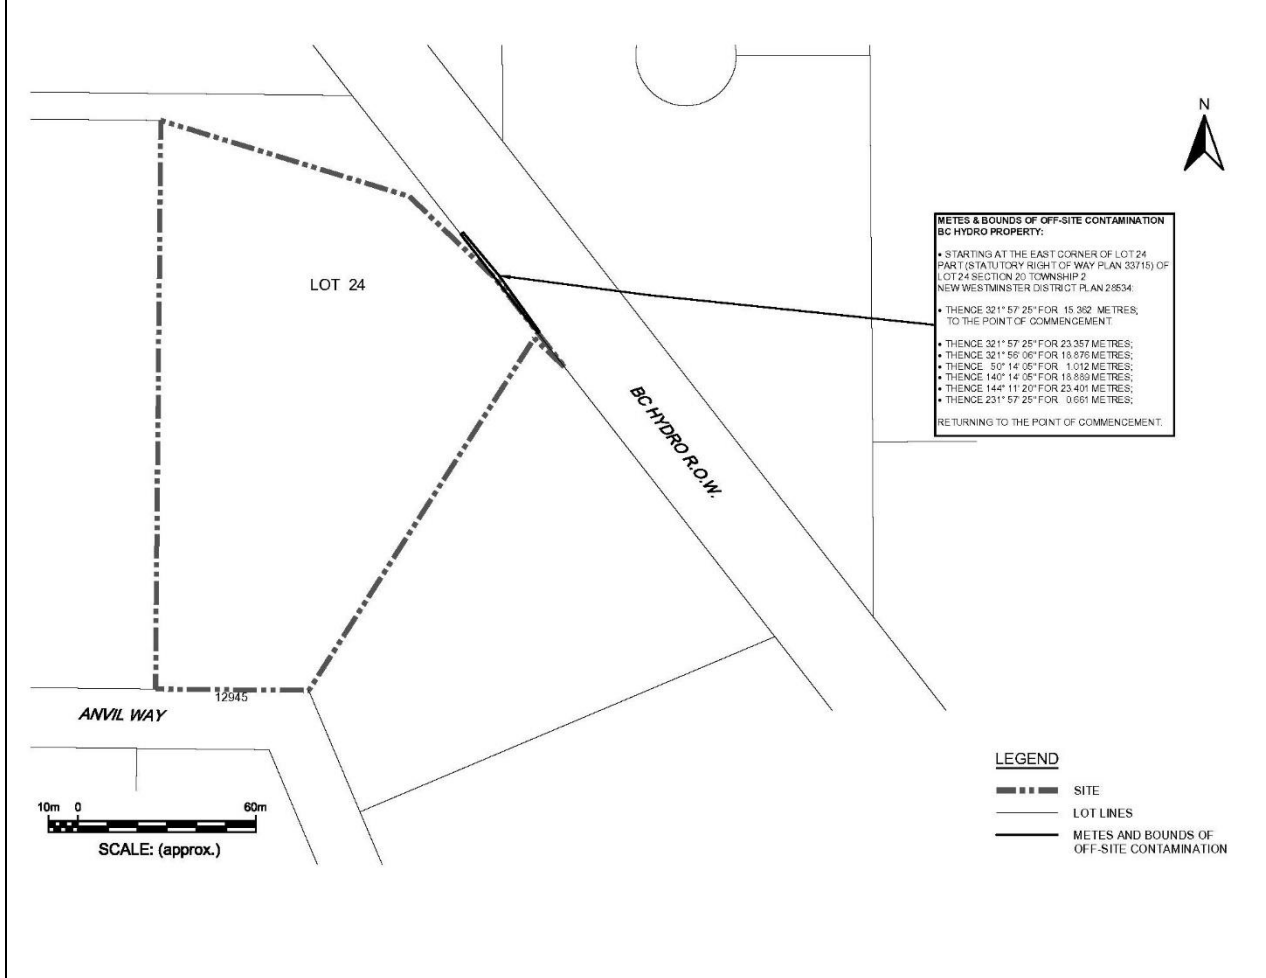 N
METES & BOUNDS OF OFF-SITE CONTAMINATION
BC HYDRO PROPERTY:
• STARTING AT THE EAST CORNER OF LOT 24
PART (STATUTORY RIGHT OF WAY PLAN 33715) OF
LOT 24 SECTION 20 TOWNSHIP 2
NEW WESTMINSTER DISTRICT PLAN 28534:
• THENCE 321° 57' 25" FOR 15.362 METRES;
TO THE POINT OF COMMENCEMENT.
• THENCE 321° 57' 25" FOR 23.357 METRES;
• THENCE 321° 56' 06" FOR 18.876 METRES;
• THENCE 50° 14' 05" FOR 1.012 METRES;
• THENCE 140° 14' 05" FOR 18.889 METRES;
• THENCE 144° 11' 20" FOR 23.401 METRES;
• THENCE 231° 57' 25" FOR 0.661 METRES;
RETURNING TO THE POINT OF COMMENCEMENT.
LOT 24
BC HYDRO R.O.W.
12945
ANVIL WAY
10m 0 60m
SCALE: (approx.)
LEGEND
SITE
LOT LINES
METES AND BOUNDS OF
OFF-SITE CONTAMINATION